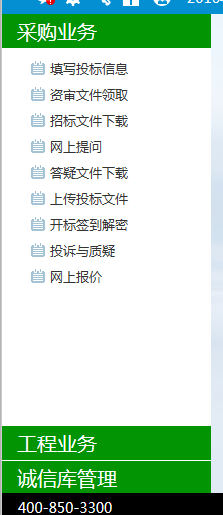 采购业务
填写投标信息
资审文件领取
招标文件下载
网上提问
答疑文件下载
上传投标文件
开标签到解密
投诉与质疑
网上报价
工程业务
诚信库管理
400-850-3300